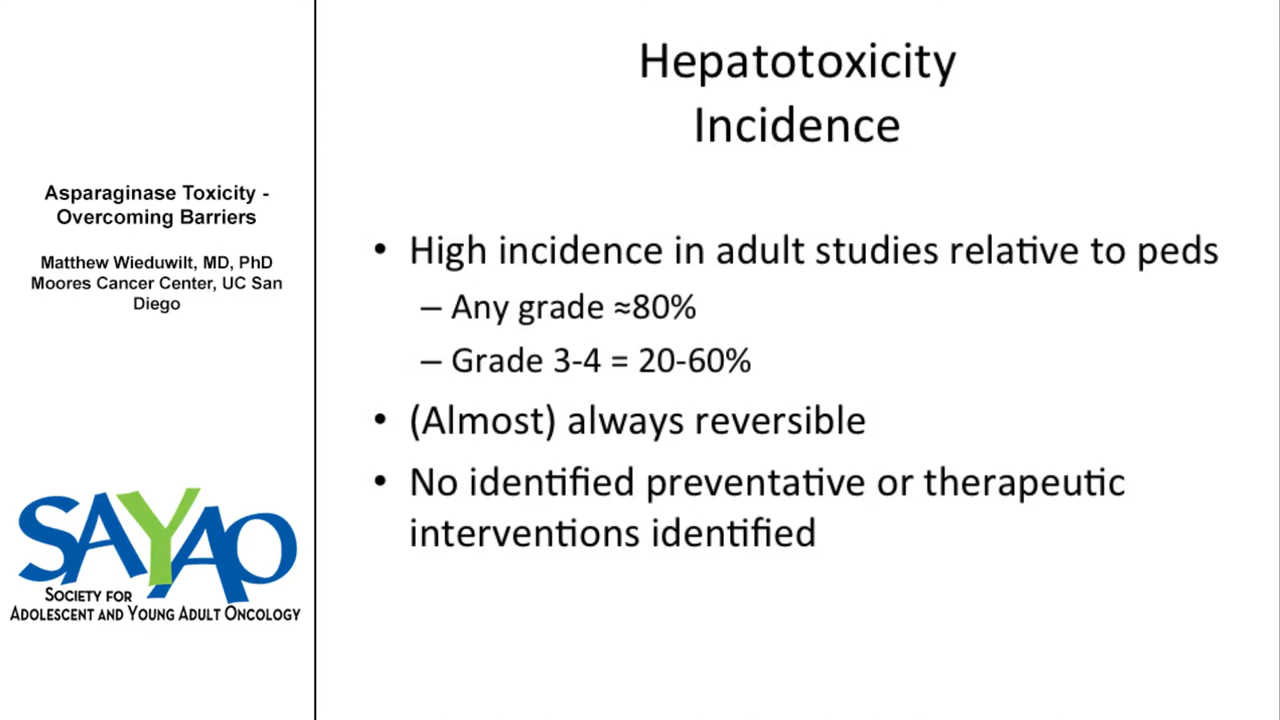 Asparaginase Toxicity -
Overcoming Barriers
Matthew Wieduwilt, MD, PhD
Moores Cancer Center, UC San
Diego
SAYAO
SOCIETY FOR
ADOLESCENT AND YOUNG ADULT ONCOLOGY
Hepatotoxicity
Incidence
• High incidence in adult studies relative to peds
– Any grade ≈80%
– Grade 3-4 = 20-60%
• (Almost) always reversible
• No identified preventative or therapeutic
interventions identified